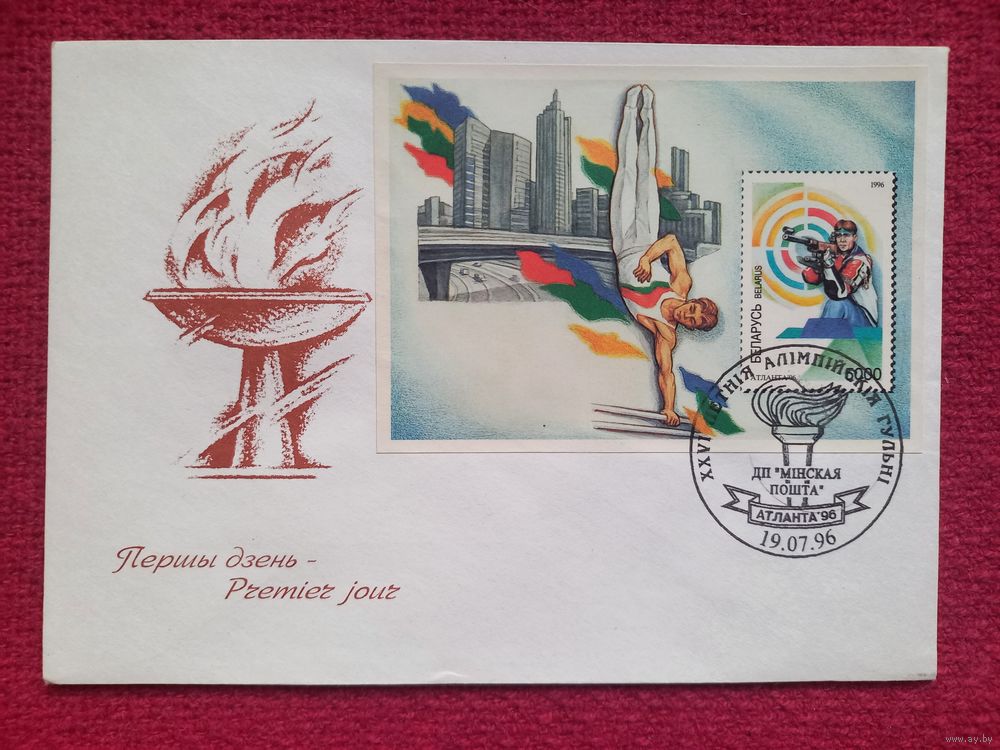 1996
БЕЛАРУСЬ BELARUS
АТЛАНТА'96
6000
XXVI ЛЕТНІЯ АЛІМПІЙСКІЯ ГУЛЬНІ
ДП "МІНСКАЯ
ПОШТА"
АТЛАНТА'96
19.07.96
Першы дзень -
Premier jour
www.ay.by